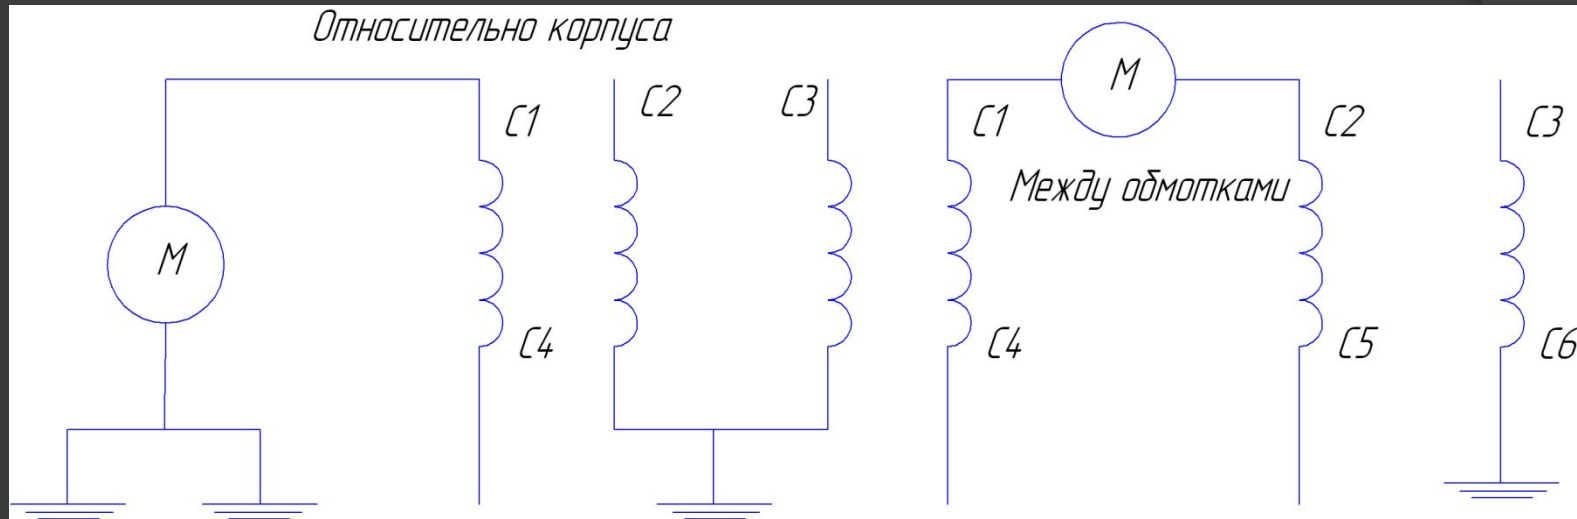 Относительно корпуса
М
С1
С2
С3
С1
С2
С3
Между обмотками
М
С4
С4
С5
С6